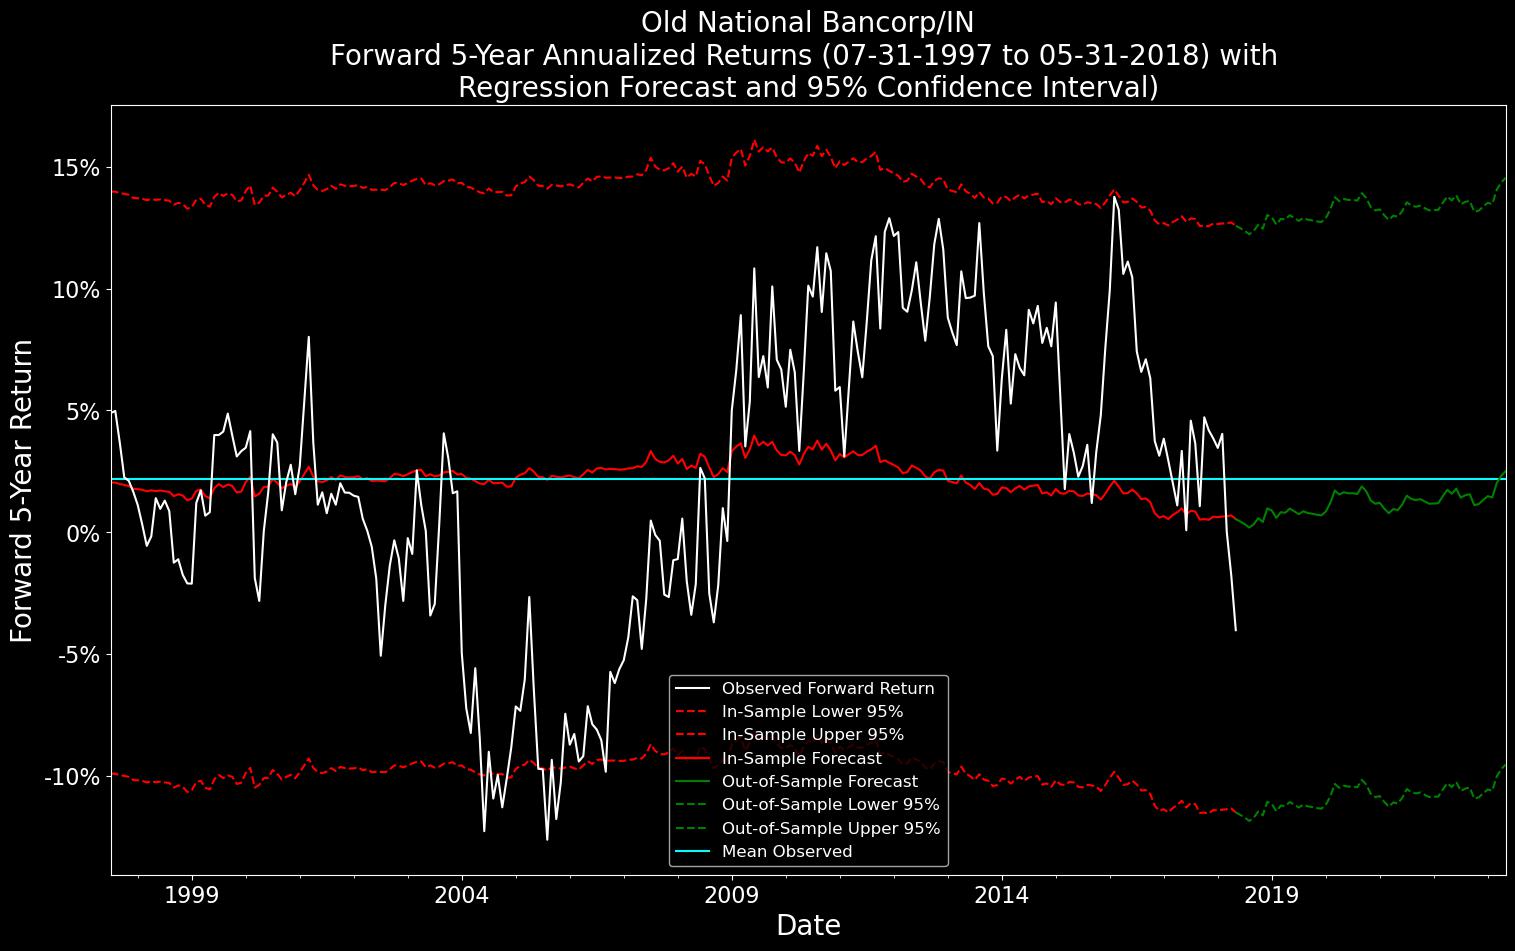 Old National Bancorp/IN
Forward 5-Year Annualized Returns (07-31-1997 to 05-31-2018) with
Regression Forecast and 95% Confidence Interval)
Forward 5-Year Return
15%
10%
5%
0%
-5%
-10%
Observed Forward Return
In-Sample Lower 95%
In-Sample Upper 95%
In-Sample Forecast
Out-of-Sample Forecast
Out-of-Sample Lower 95%
Out-of-Sample Upper 95%
Mean Observed
1999
2004
2009
2014
2019
Date